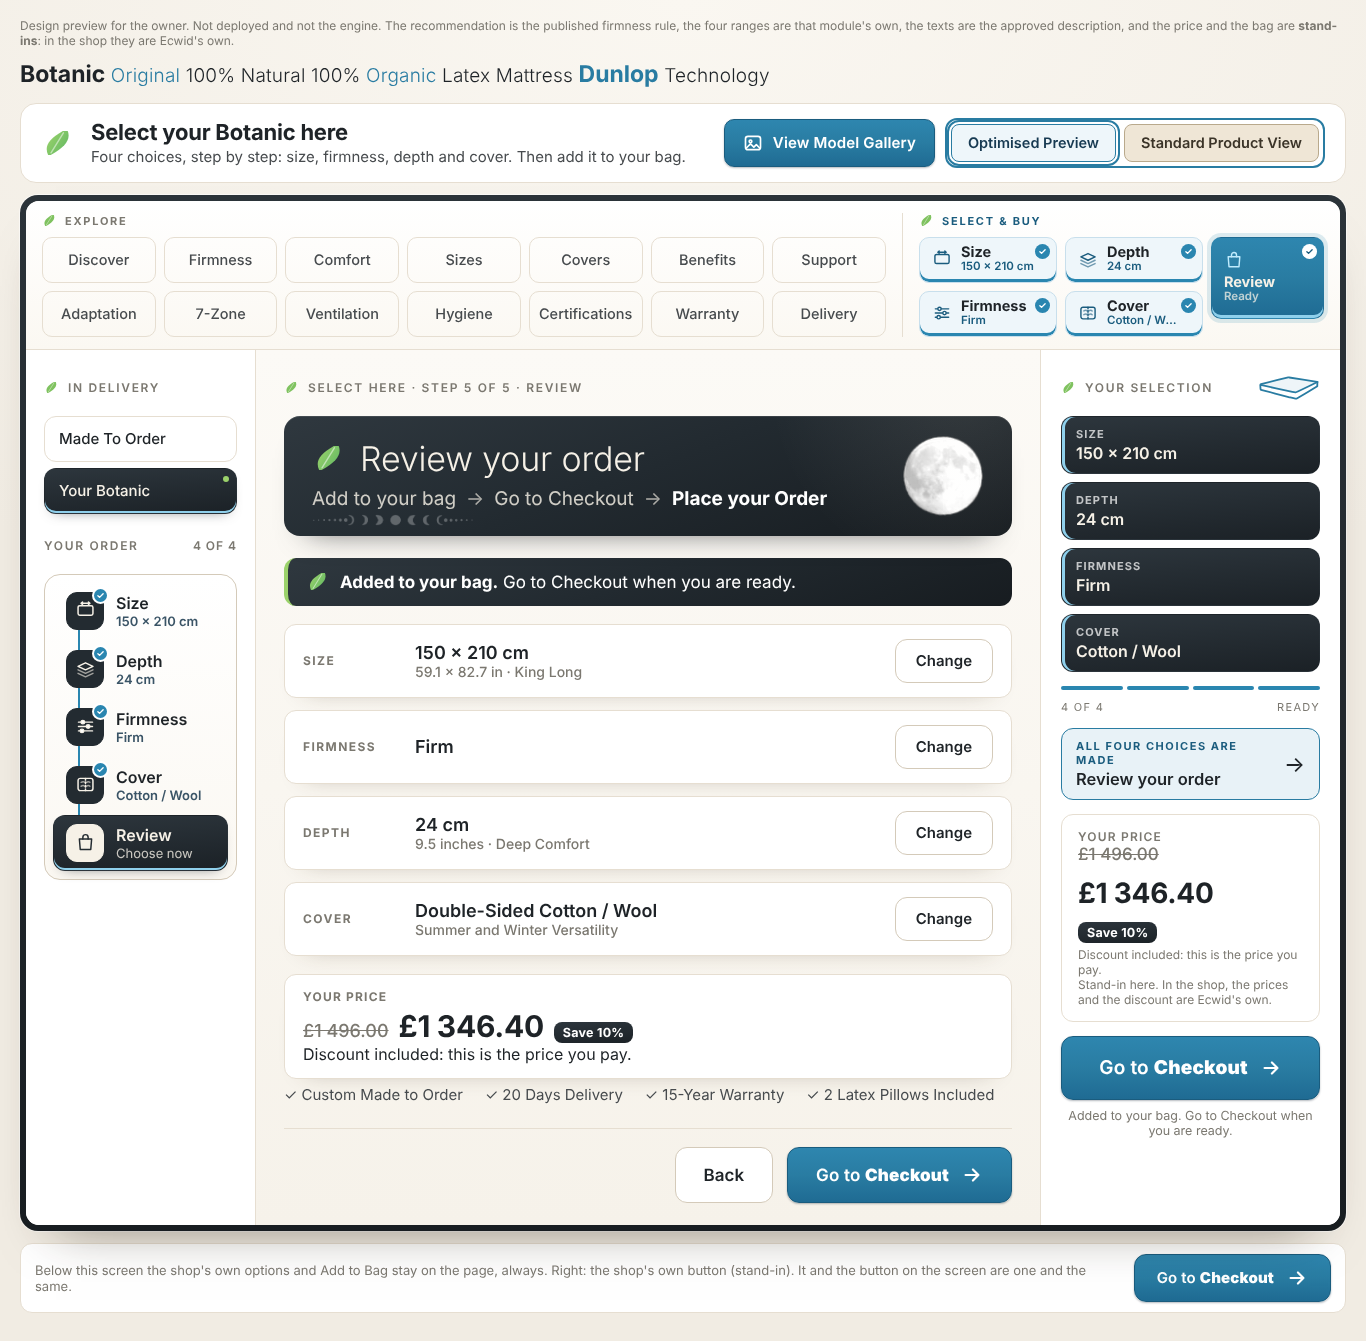 Design preview for the owner. Not deployed and not the engine. The recommendation is the published firmness rule, the four ranges are that module's own, the texts are the approved description, and the price and the bag are stand-
ins: in the shop they are Ecwid's own.
Botanic Original 100% Natural 100% Organic Latex Mattress Dunlop Technology
Select your Botanic here
Four choices, step by step: size, firmness, depth and cover. Then add it to your bag.
View Model Gallery
Optimised Preview
Standard Product View
EXPLORE
Discover
Firmness
Comfort
Sizes
Covers
Benefits
Support
Adaptation
7-Zone
Ventilation
Hygiene
Certifications
Warranty
Delivery
SELECT & BUY
Size
150 × 210 cm
Depth
24 cm
Firmness
Firm
Cover
Cotton / W...
Review
Ready
IN DELIVERY
Made To Order
Your Botanic
YOUR ORDER 4 OF 4
Size
150 × 210 cm
Depth
24 cm
Firmness
Firm
Cover
Cotton / Wool
Review
Choose now
SELECT HERE · STEP 5 OF 5 · REVIEW
Review your order
Add to your bag → Go to Checkout → Place your Order
Added to your bag. Go to Checkout when you are ready.
SIZE
150 × 210 cm
59.1 × 82.7 in · King Long
Change
FIRMNESS
Firm
Change
DEPTH
24 cm
9.5 inches · Deep Comfort
Change
COVER
Double-Sided Cotton / Wool
Summer and Winter Versatility
Change
YOUR PRICE
£1 496.00 £1 346.40 Save 10%
Discount included: this is the price you pay.
✓ Custom Made to Order ✓ 20 Days Delivery ✓ 15-Year Warranty ✓ 2 Latex Pillows Included
Back
Go to Checkout →
YOUR SELECTION
SIZE
150 × 210 cm
DEPTH
24 cm
FIRMNESS
Firm
COVER
Cotton / Wool
4 OF 4 READY
ALL FOUR CHOICES ARE
MADE
Review your order →
YOUR PRICE
£1 496.00
£1 346.40
Save 10%
Discount included: this is the price you
pay.
Stand-in here. In the shop, the prices
and the discount are Ecwid's own.
Go to Checkout →
Added to your bag. Go to Checkout when
you are ready.
Below this screen the shop's own options and Add to Bag stay on the page, always. Right: the shop's own button (stand-in). It and the button on the screen are one and the
same.
Go to Checkout →